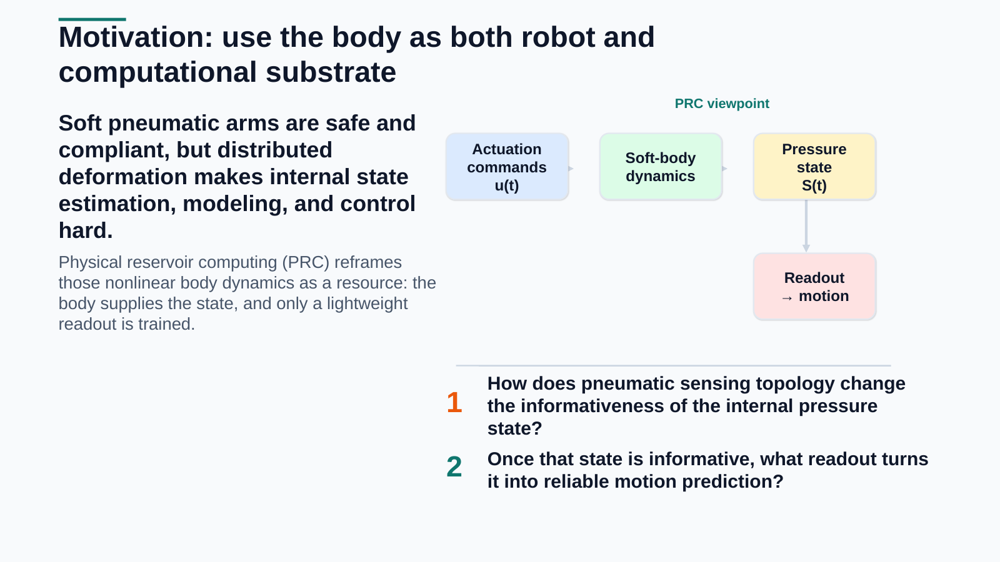 Motivation: use the body as both robot and
computational substrate
Soft pneumatic arms are safe and
compliant, but distributed
deformation makes internal state
estimation, modeling, and control
hard.
Physical reservoir computing (PRC) reframes
those nonlinear body dynamics as a resource: the
body supplies the state, and only a lightweight
readout is trained.
PRC viewpoint
Actuation
commands
u(t)
Soft-body
dynamics
Pressure
state
S(t)
Readout
→ motion
1
How does pneumatic sensing topology change
the informativeness of the internal pressure
state?
2
Once that state is informative, what readout turns
it into reliable motion prediction?